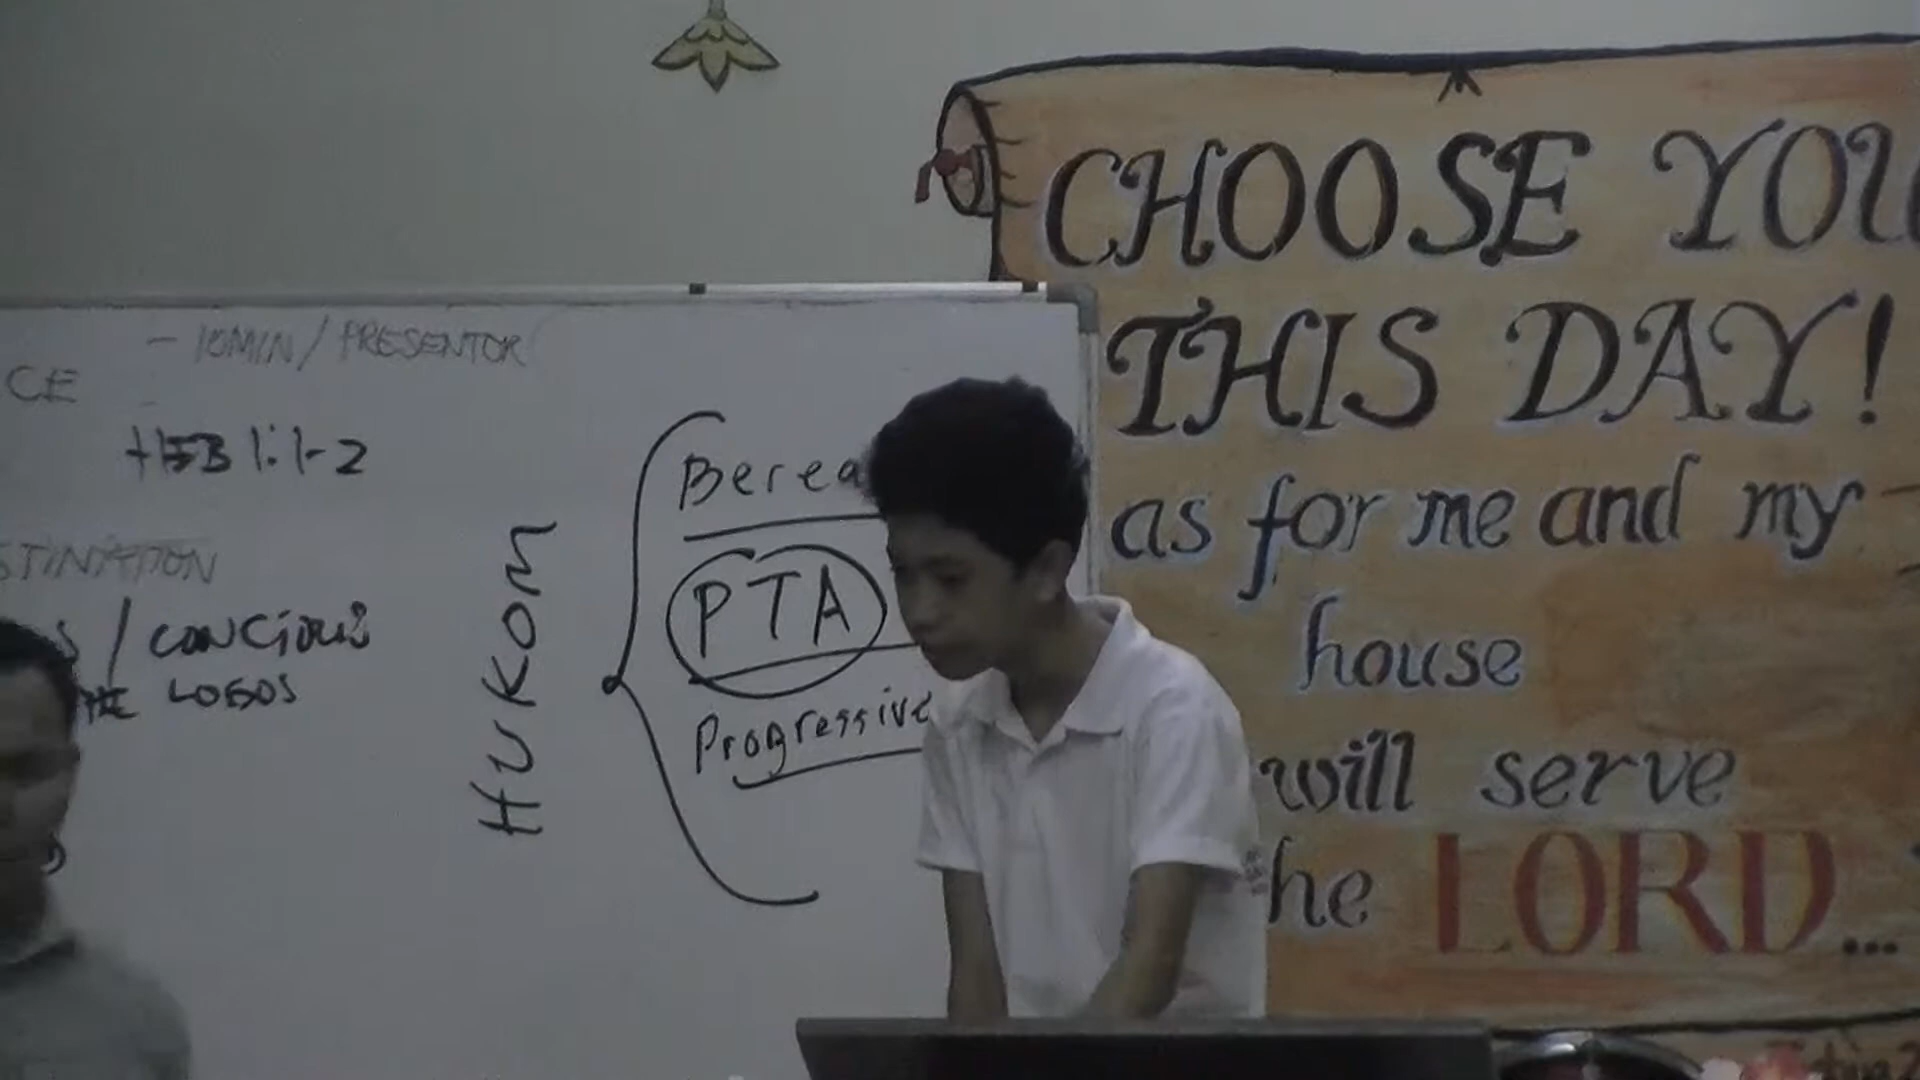 - 10MIN/PRESENTOR
CE
HEB 1:1-2
STINATION
S / CONCIOUS
THE LOGOS
HUKOM
Berea
PTA
Progressive
CHOOSE YOU
THIS DAY!
as for me and my
house
will serve
he LORD...